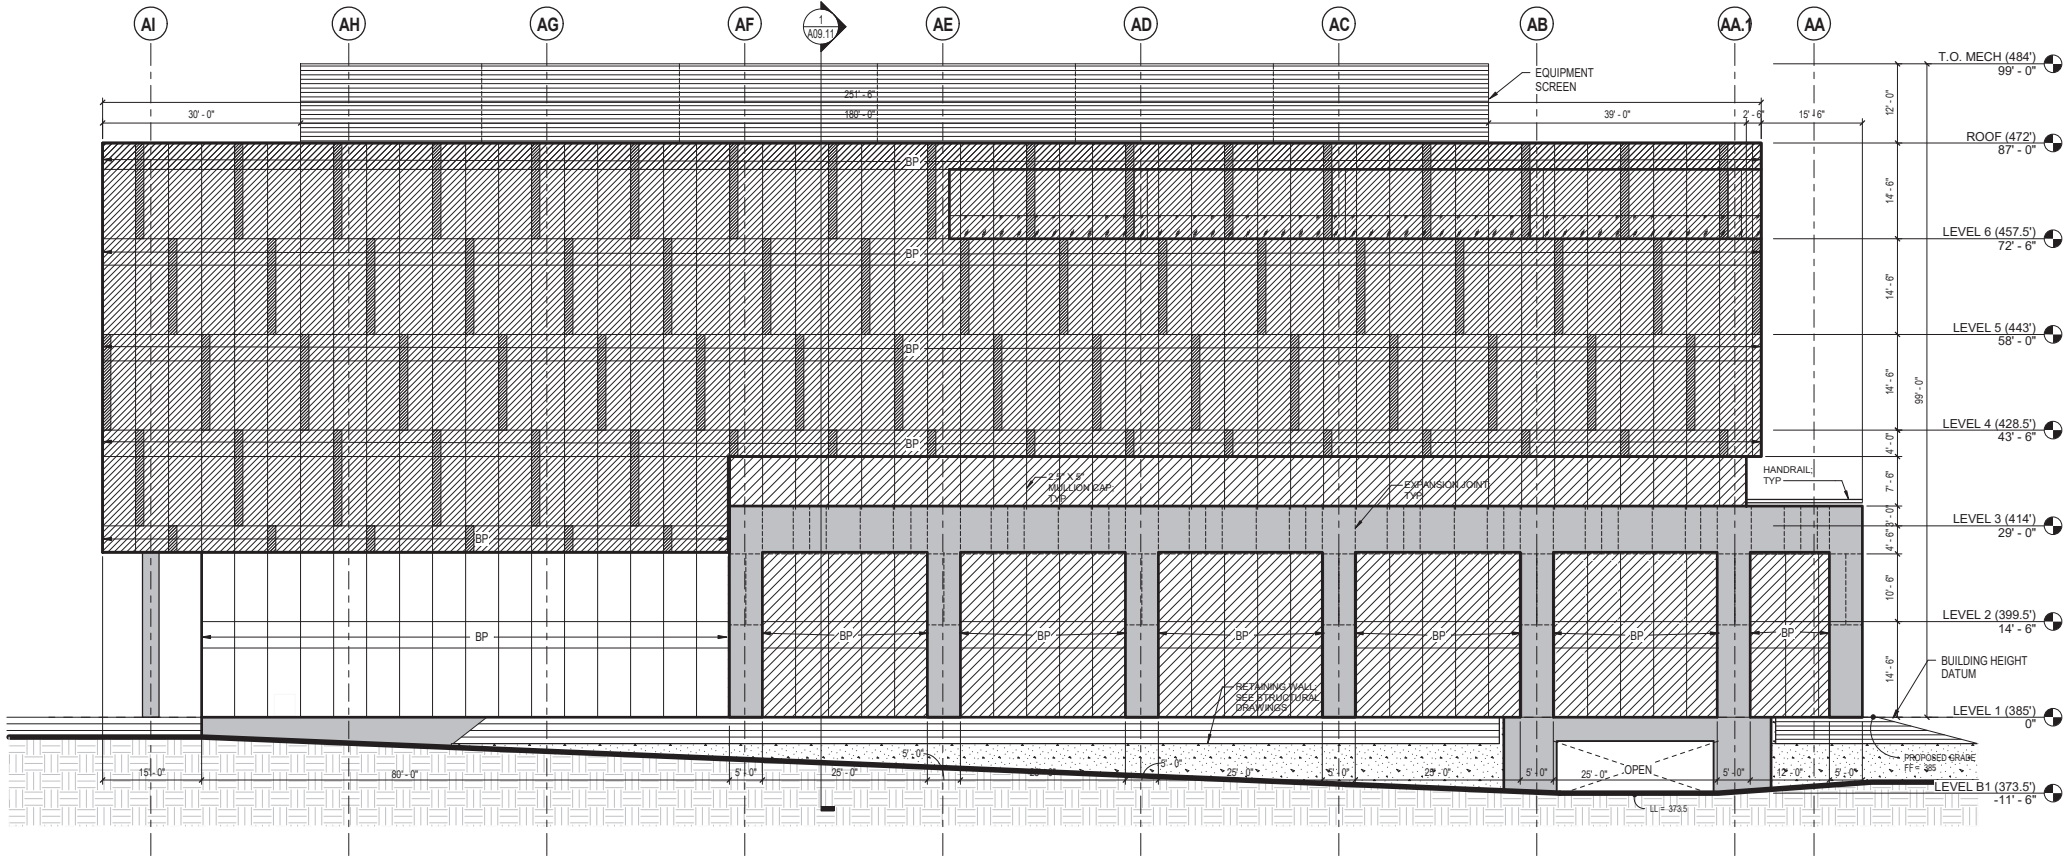 AI
AH
AG
AF
1
A09.11
AE
AD
AC
AB
AA.1
AA
T.O. MECH (484')
99' - 0"
EQUIPMENT
SCREEN
251' - 6"
30' - 0"
180' - 0"
39' - 0"
2' - 6"
15' - 6"
12' - 0"
ROOF (472')
87' - 0"
BP
14' - 6"
LEVEL 6 (457.5')
72' - 6"
BP
14' - 6"
LEVEL 5 (443')
58' - 0"
BP
14' - 6"
99' - 0"
LEVEL 4 (428.5')
43' - 6"
BP
4' - 0"
HANDRAIL;
TYP
2.5" X 5"
MULLION CAP;
TYP
EXPANSION JOINT
TYP
7' - 6"
3' - 0"
LEVEL 3 (414')
29' - 0"
BP
4' - 6"
10' - 6"
LEVEL 2 (399.5')
14' - 6"
BP
BP
BP
BP
BP
BP
BP
14' - 6"
BUILDING HEIGHT
DATUM
RETAINING WALL;
SEE STRUCTURAL
DRAWINGS
LEVEL 1 (385')
0"
15' - 0"
80' - 0"
5' - 0"
25' - 0"
5' - 0"
25' - 0"
5' - 0"
25' - 0"
5' - 0"
25' - 0"
5' - 0"
25' - 0"
OPEN
5' - 0"
12' - 0"
5' - 0"
PROPOSED GRADE
FF = 385
LEVEL B1 (373.5')
-11' - 6"
LL = 373.5